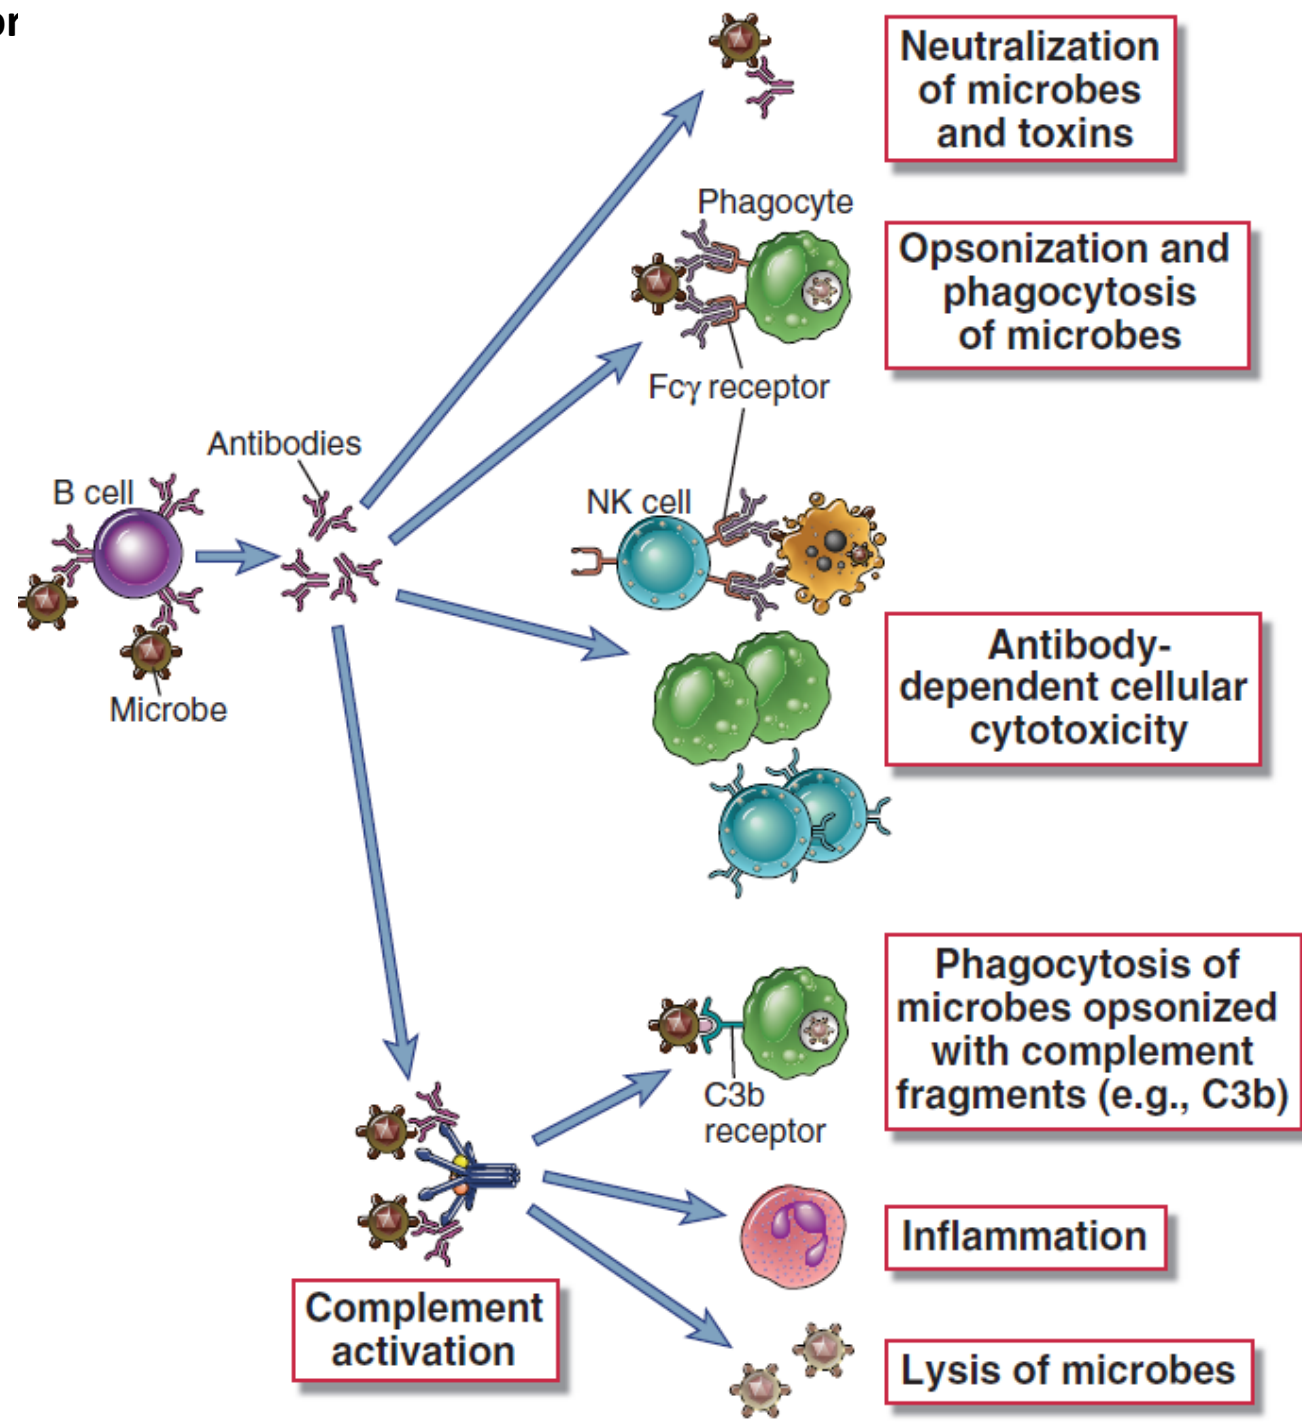 or
Neutralization
of microbes
and toxins
Phagocyte
Opsonization and
phagocytosis
of microbes
Fcγ receptor
Antibodies
B cell
NK cell
Microbe
Antibody-
dependent cellular
cytotoxicity
Phagocytosis of
microbes opsonized
with complement
fragments (e.g., C3b)
C3b
receptor
Inflammation
Complement
activation
Lysis of microbes